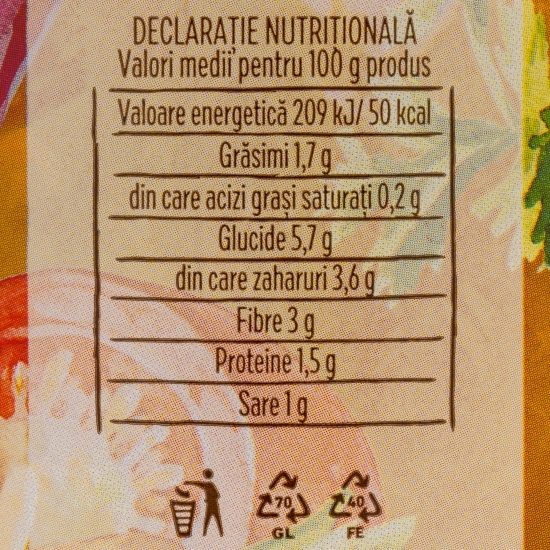 DECLARAȚIE NUTRIȚIONALĂ
Valori medii pentru 100 g produs
Valoare energetică 209 kJ/ 50 kcal
Grăsimi 1,7 g
din care acizi grași saturați 0,2 g
Glucide 5,7 g
din care zaharuri 3,6 g
Fibre 3 g
Proteine 1,5 g
Sare 1 g
70 40
GL FE